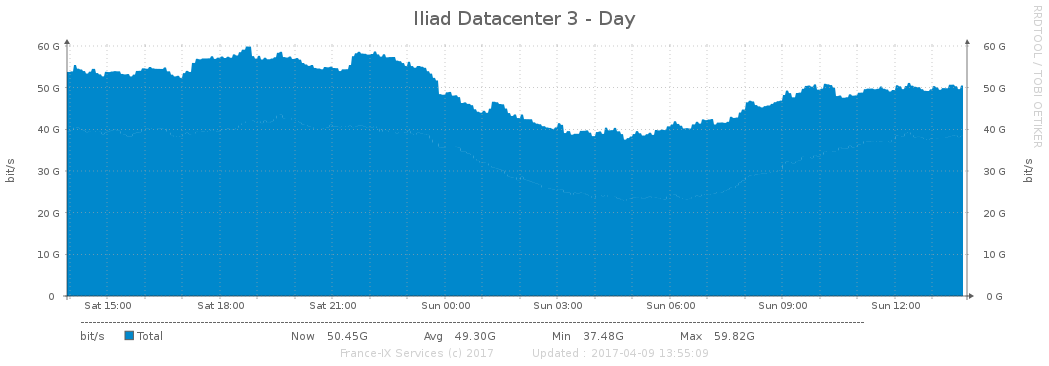 Iliad Datacenter 3 - Day
RRDTOOL / TOBI OETIKER
bit/s
60 G 60 G
50 G 50 G
40 G 40 G
30 G 30 G
20 G 20 G
10 G 10 G
0 0 G
bit/s
Sat 15:00 Sat 18:00 Sat 21:00 Sun 00:00 Sun 03:00 Sun 06:00 Sun 09:00 Sun 12:00
bit/s Total Now 50.45G Avg 49.30G Min 37.48G Max 59.82G
France-IX Services (c) 2017 Updated : 2017-04-09 13:55:09